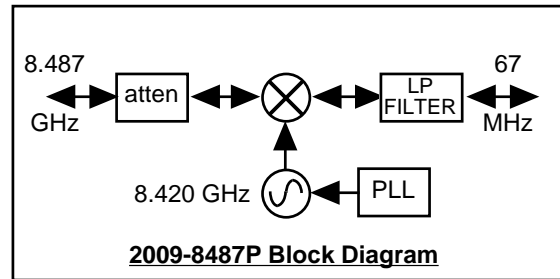 8.487
GHz
atten
LP
FILTER
67
MHz
8.420 GHz
PLL
2009-8487P Block Diagram